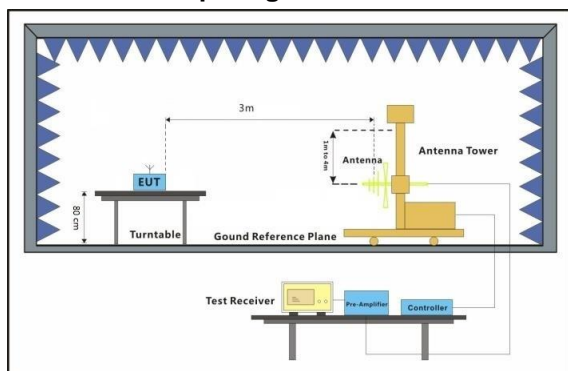 3m
1m to 4m
Antenna
Antenna Tower
EUT
80 cm
Turntable
Gound Reference Plane
Test Receiver
Pre-Amplifier
Controller